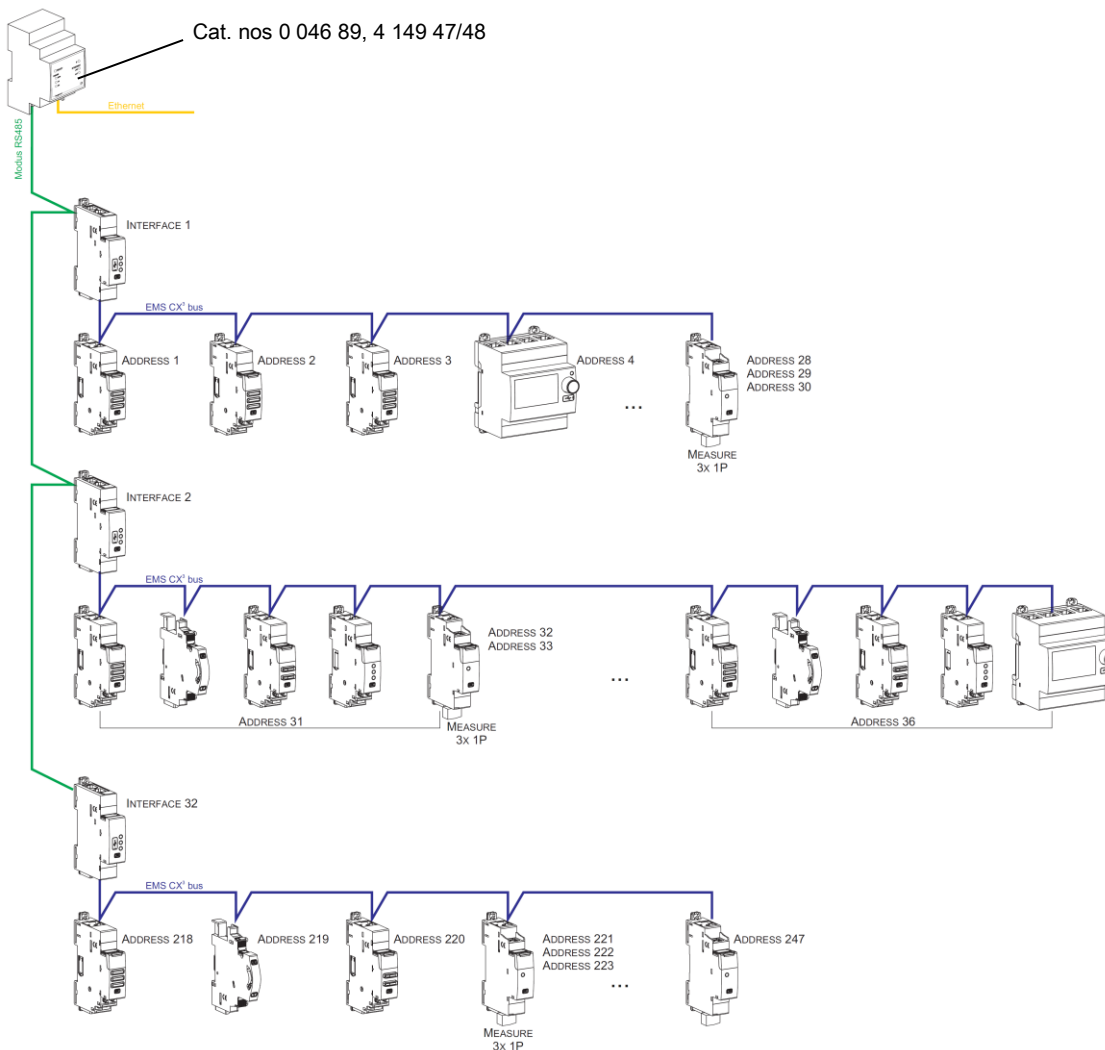 Cat. nos 0 046 89, 4 149 47/48
Ethernet
Modus RS485
INTERFACE 1
EMS CX³ bus
ADDRESS 1
ADDRESS 2
ADDRESS 3
ADDRESS 4
...
ADDRESS 28
ADDRESS 29
ADDRESS 30
MEASURE
3X 1P
INTERFACE 2
EMS CX³ bus
ADDRESS 32
ADDRESS 33
...
ADDRESS 31
MEASURE
3X 1P
ADDRESS 36
INTERFACE 32
EMS CX³ bus
ADDRESS 218
ADDRESS 219
ADDRESS 220
ADDRESS 221
ADDRESS 222
ADDRESS 223
...
ADDRESS 247
MEASURE
3X 1P